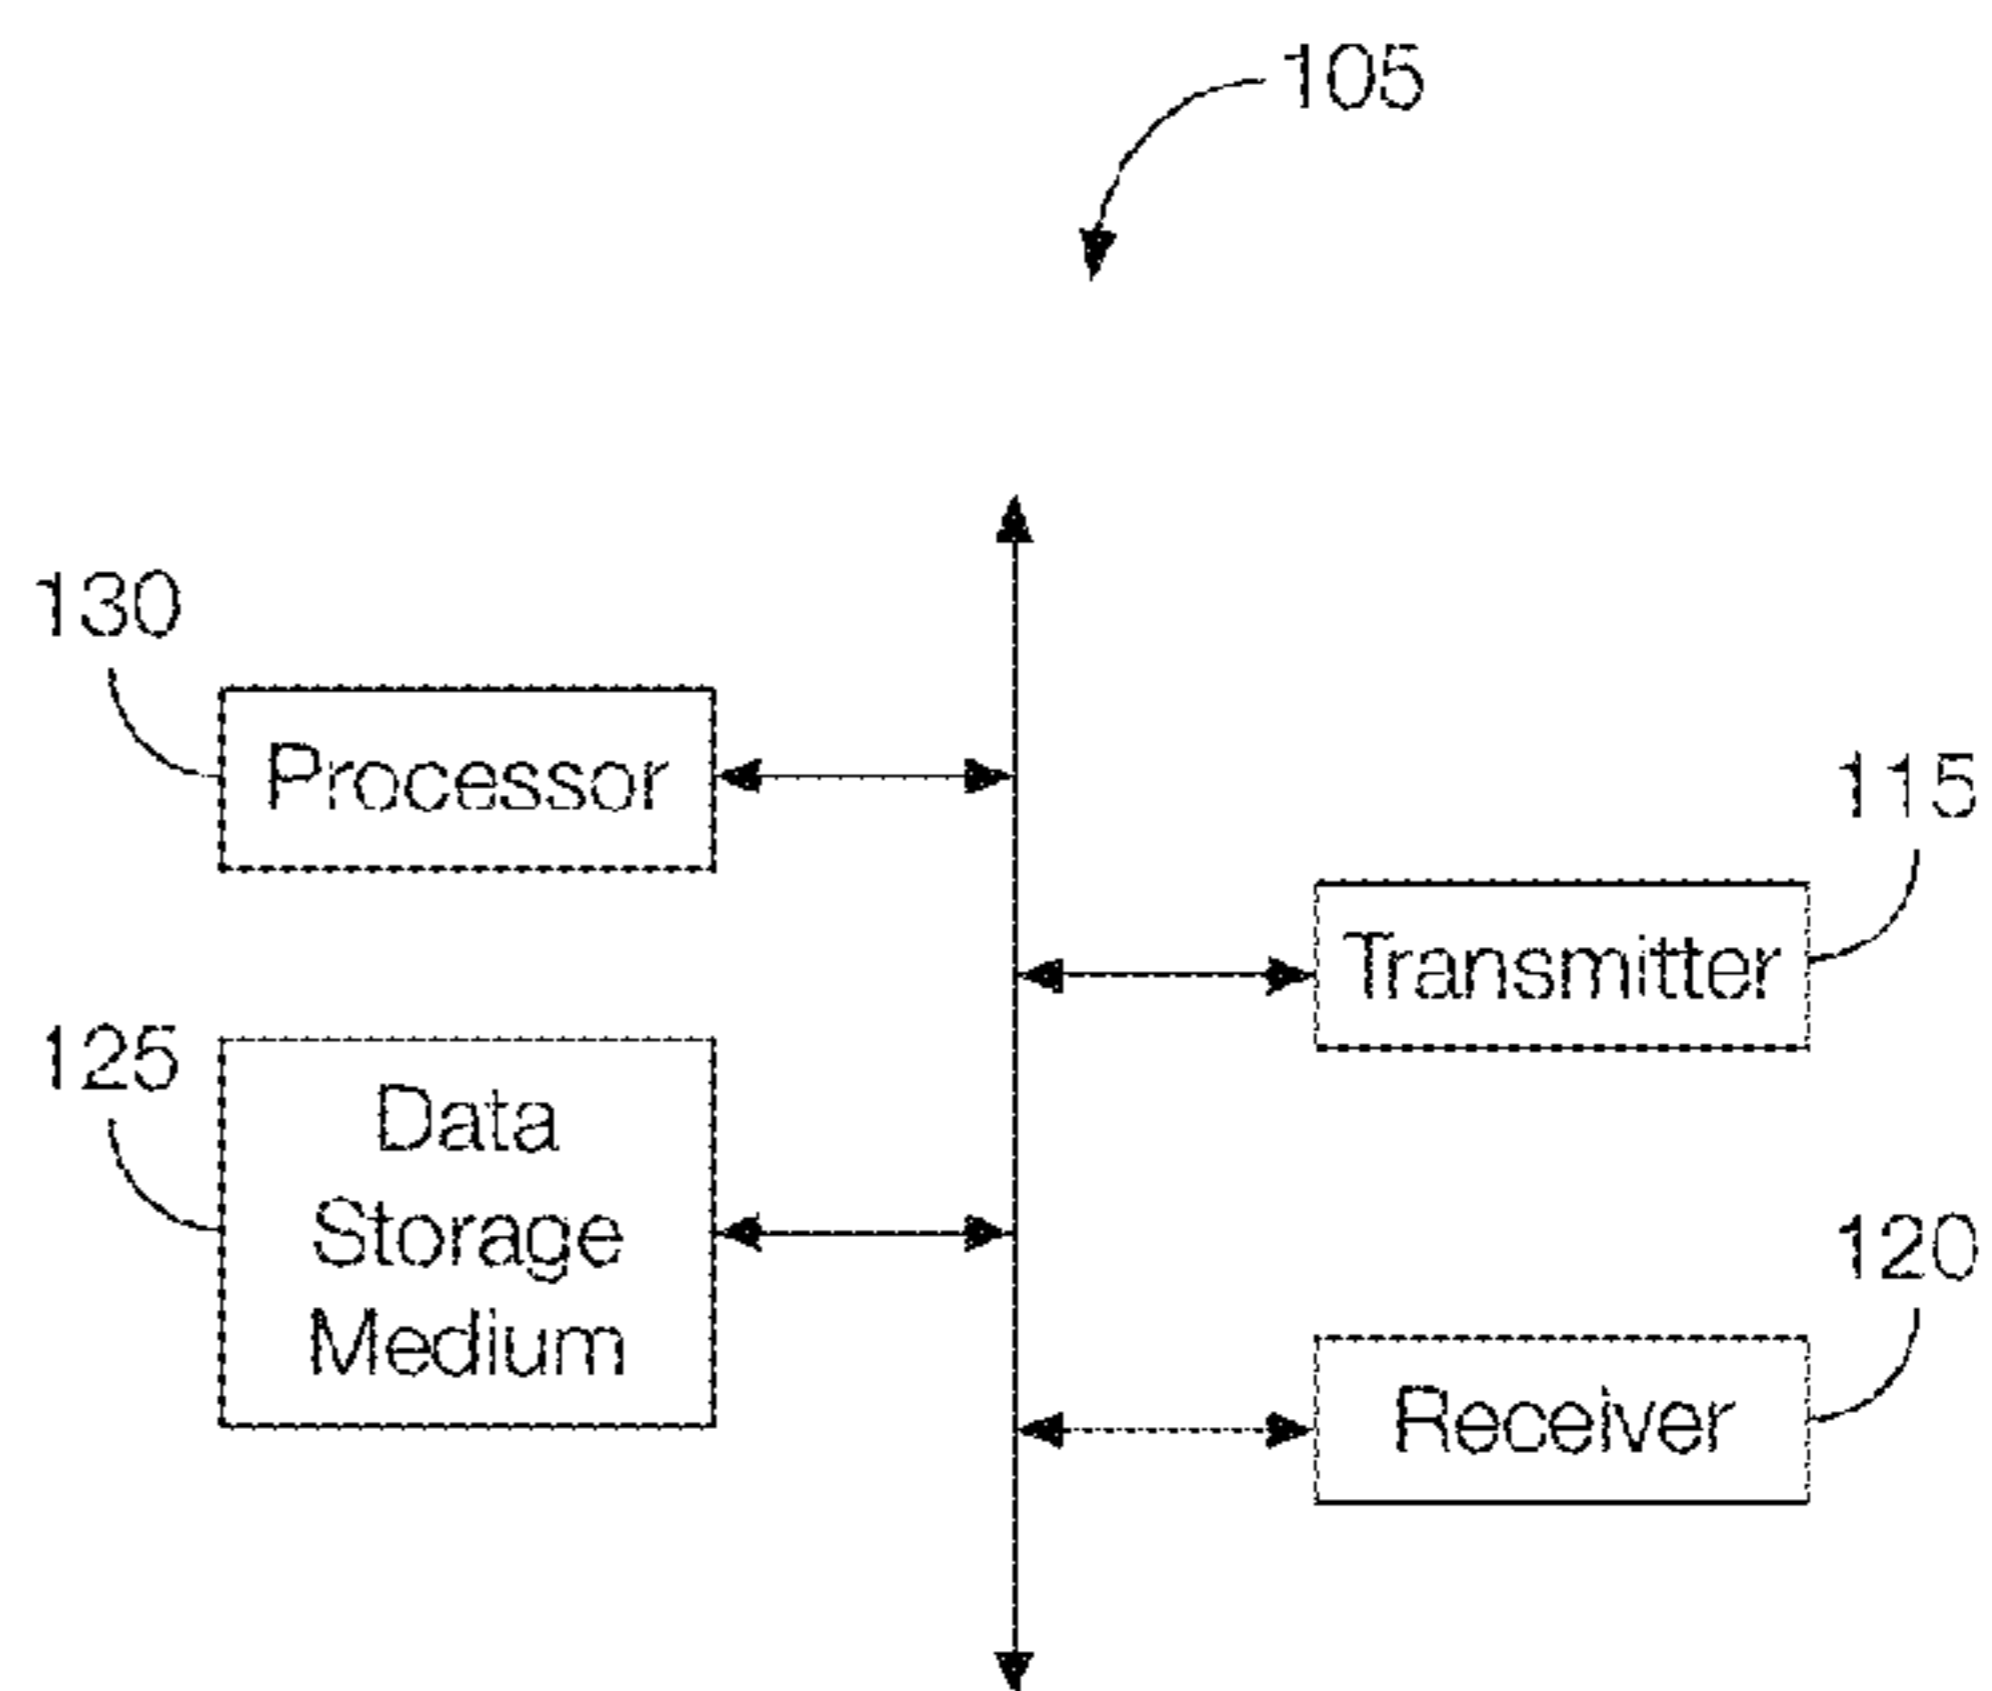 105
130
Processor
115
Transmitter
125
Data
Storage
Medium
120
Receiver